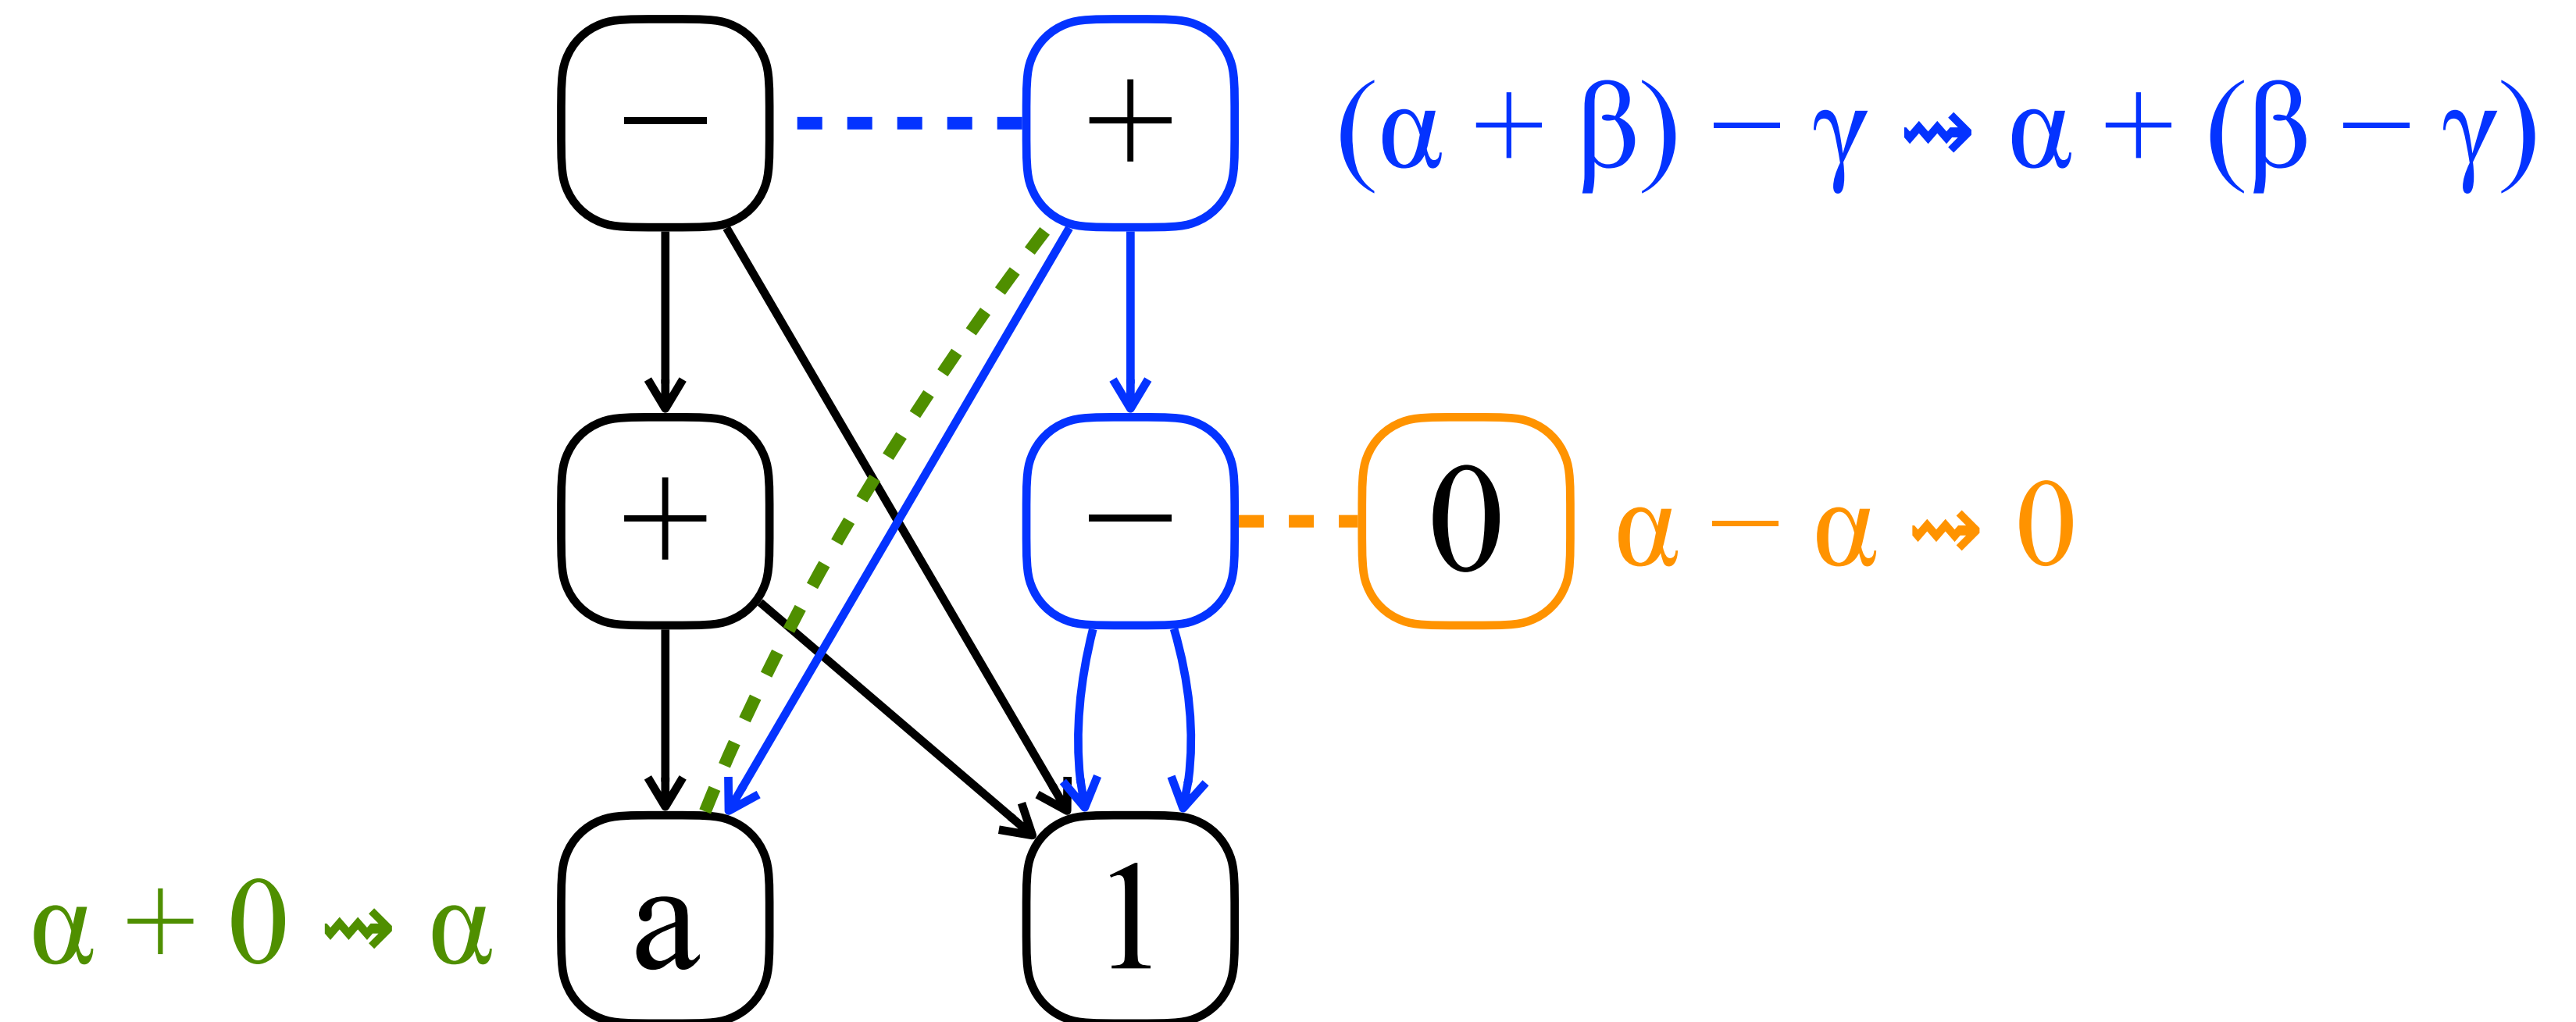 − + (α + β) − γ ⇝ α + (β − γ)
+ − 0 α − α ⇝ 0
α + 0 ⇝ α a 1